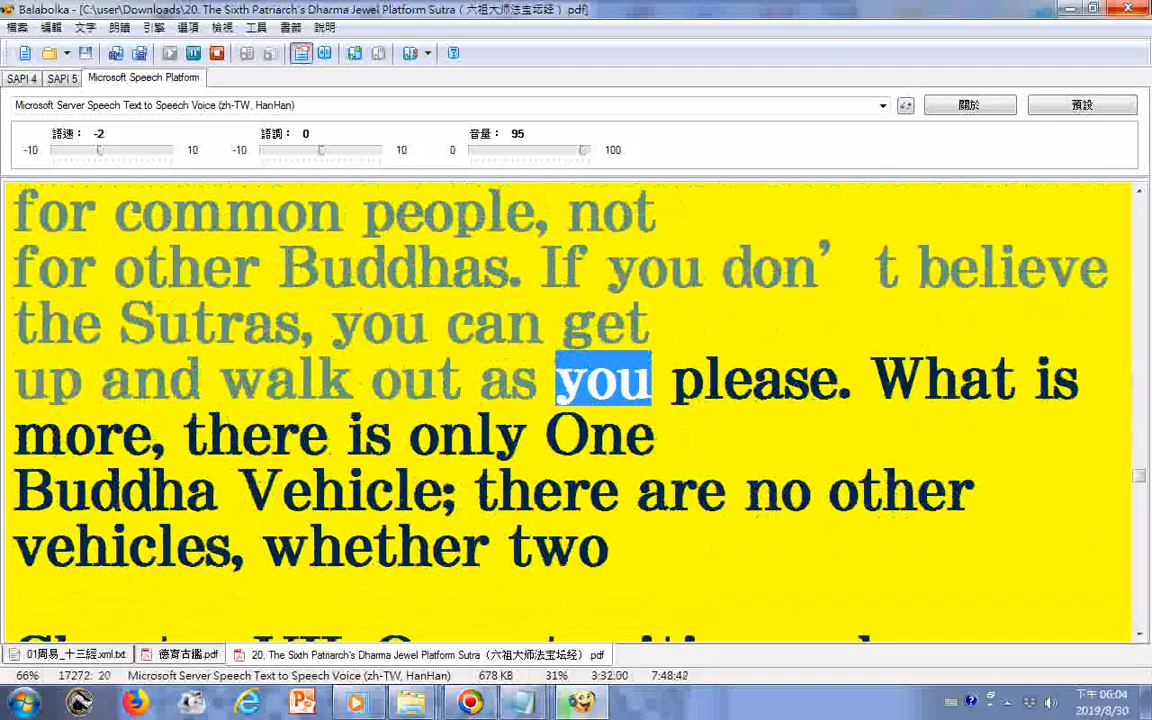 Balabolka - [C:\user\Downloads\20. The Sixth Patriarch's Dharma Jewel Platform Sutra（六祖大师法宝坛经）pdf]
檔案 編輯 文字 朗讀 引擎 選項 檢視 工具 書籤 說明
SAPI 4 SAPI 5 Microsoft Speech Platform
Microsoft Server Speech Text to Speech Voice (zh-TW, HanHan) 關於 預設
語速： -2 語調： 0 音量： 95
-10 10 -10 10 0 100
for common people, not
for other Buddhas. If you don’t believe
the Sutras, you can get
up and walk out as you please. What is
more, there is only One
Buddha Vehicle; there are no other
vehicles, whether two
01周易_十三經.xml.txt 德育古鑑.pdf 20. The Sixth Patriarch's Dharma Jewel Platform Sutra（六祖大师法宝坛经）.pdf
66% 17272: 20 Microsoft Server Speech Text to Speech Voice (zh-TW, HanHan) 678 KB 31% 3:32:00 7:48:42
下午 06:04
2019/8/30